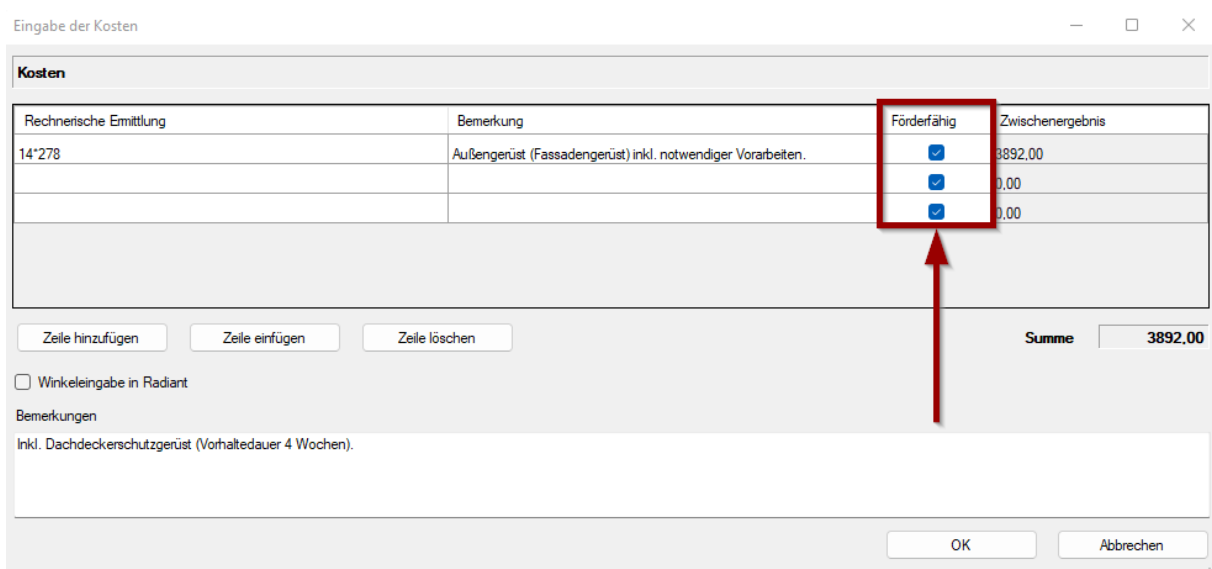 Eingabe der Kosten
Kosten
Rechnerische Ermittlung Bemerkung Förderfähig Zwischenergebnis
14*278 Außengerüst (Fassadengerüst) inkl. notwendiger Vorarbeiten. 3892,00
0,00
0,00
Zeile hinzufügen Zeile einfügen Zeile löschen Summe 3892,00
Winkeleingabe in Radiant
Bemerkungen
Inkl. Dachdeckerschutzgerüst (Vorhaltedauer 4 Wochen).
OK Abbrechen